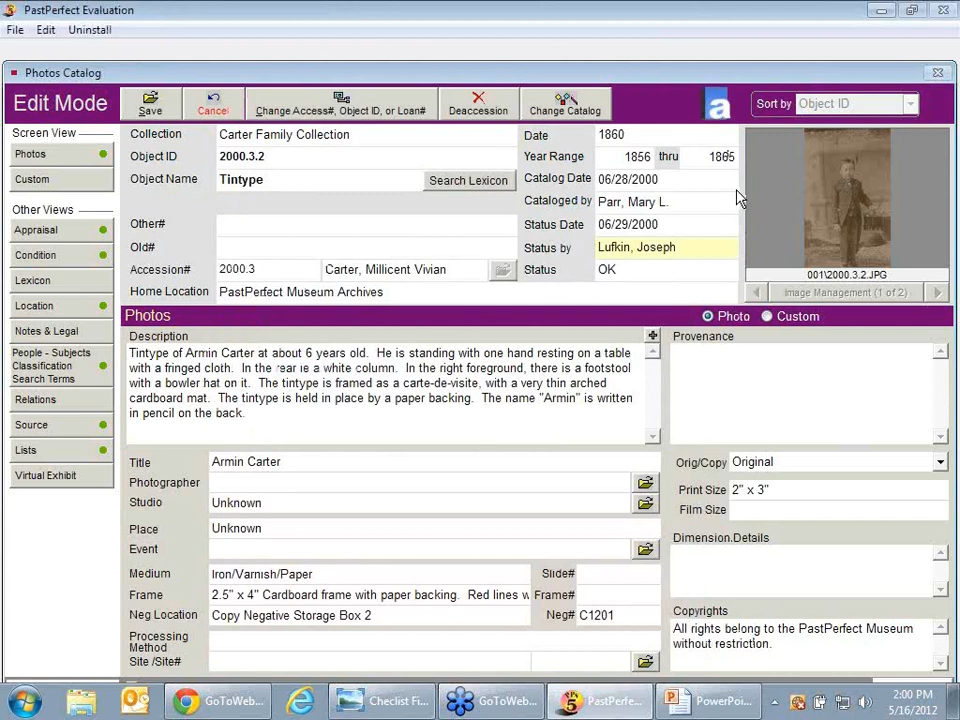 PastPerfect Evaluation
File Edit Uninstall
Photos Catalog
Edit Mode
Save
Cancel
Change Access#, Object ID, or Loan#
Deaccession
Change Catalog
a
Sort by Object ID
Screen View
Photos
Custom
Other Views
Appraisal
Condition
Lexicon
Location
Notes & Legal
People - Subjects
Classification
Search Terms
Relations
Source
Lists
Virtual Exhibit
Collection Carter Family Collection
Object ID 2000.3.2
Object Name Tintype Search Lexicon
Other#
Old#
Accession# 2000.3 Carter, Millicent Vivian
Home Location PastPerfect Museum Archives
Date 1860
Year Range 1856 thru 1865
Catalog Date 06/28/2000
Cataloged by Parr, Mary L.
Status Date 06/29/2000
Status by Lufkin, Joseph
Status OK
001\2000.3.2.JPG
Image Management (1 of 2)
Photos
Photo Custom
Description
Tintype of Armin Carter at about 6 years old. He is standing with one hand resting on a table
with a fringed cloth. In the rear is a white column. In the right foreground, there is a footstool
with a bowler hat on it. The tintype is framed as a carte-de-visite, with a very thin arched
cardboard mat. The tintype is held in place by a paper backing. The name "Armin" is written
in pencil on the back.
Provenance
Title Armin Carter
Photographer
Studio Unknown
Place Unknown
Event
Medium Iron/Varnish/Paper Slide#
Frame 2.5" x 4" Cardboard frame with paper backing. Red lines w Frame#
Neg Location Copy Negative Storage Box 2 Neg# C1201
Processing
Method
Site /Site#
Orig/Copy Original
Print Size 2" x 3"
Film Size
Dimension.Details
Copyrights
All rights belong to the PastPerfect Museum
without restriction.
GoToWeb...
Checlist Fi...
GoToWeb...
PastPerfe...
PowerPoi...
2:00 PM
5/16/2012